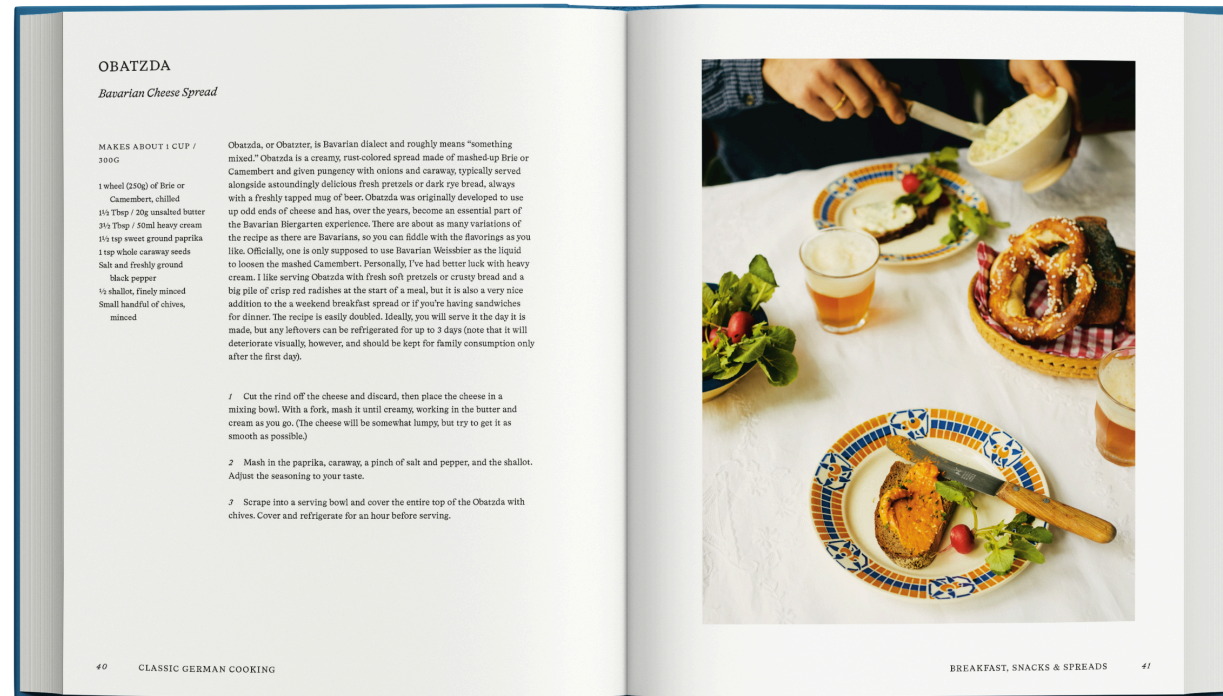 OBATZDA
Bavarian Cheese Spread
MAKES ABOUT 1 CUP /
300G
1 wheel (250g) of Brie or
Camembert, chilled
1½ Tbsp / 20g unsalted butter
3½ Tbsp / 50ml heavy cream
1½ tsp sweet ground paprika
1 tsp whole caraway seeds
Salt and freshly ground
black pepper
½ shallot, finely minced
Small handful of chives,
minced
Obatzda, or Obatzter, is Bavarian dialect and roughly means “something
mixed.” Obatzda is a creamy, rust-colored spread made of mashed-up Brie or
Camembert and given pungency with onions and caraway, typically served
alongside astoundingly delicious fresh pretzels or dark rye bread, always
with a freshly tapped mug of beer. Obatzda was originally developed to use
up odd ends of cheese and has, over the years, become an essential part of
the Bavarian Biergarten experience. There are about as many variations of
the recipe as there are Bavarians, so you can fiddle with the flavorings as you
like. Officially, one is only supposed to use Bavarian Weissbier as the liquid
to loosen the mashed Camembert. Personally, I’ve had better luck with heavy
cream. I like serving Obatzda with fresh soft pretzels or crusty bread and a
big pile of crisp red radishes at the start of a meal, but it is also a very nice
addition to the a weekend breakfast spread or if you’re having sandwiches
for dinner. The recipe is easily doubled. Ideally, you will serve it the day it is
made, but any leftovers can be refrigerated for up to 3 days (note that it will
deteriorate visually, however, and should be kept for family consumption only
after the first day).
1 Cut the rind off the cheese and discard, then place the cheese in a
mixing bowl. With a fork, mash it until creamy, working in the butter and
cream as you go. (The cheese will be somewhat lumpy, but try to get it as
smooth as possible.)
2 Mash in the paprika, caraway, a pinch of salt and pepper, and the shallot.
Adjust the seasoning to your taste.
3 Scrape into a serving bowl and cover the entire top of the Obatzda with
chives. Cover and refrigerate for an hour before serving.
40 CLASSIC GERMAN COOKING
BREAKFAST, SNACKS & SPREADS 41